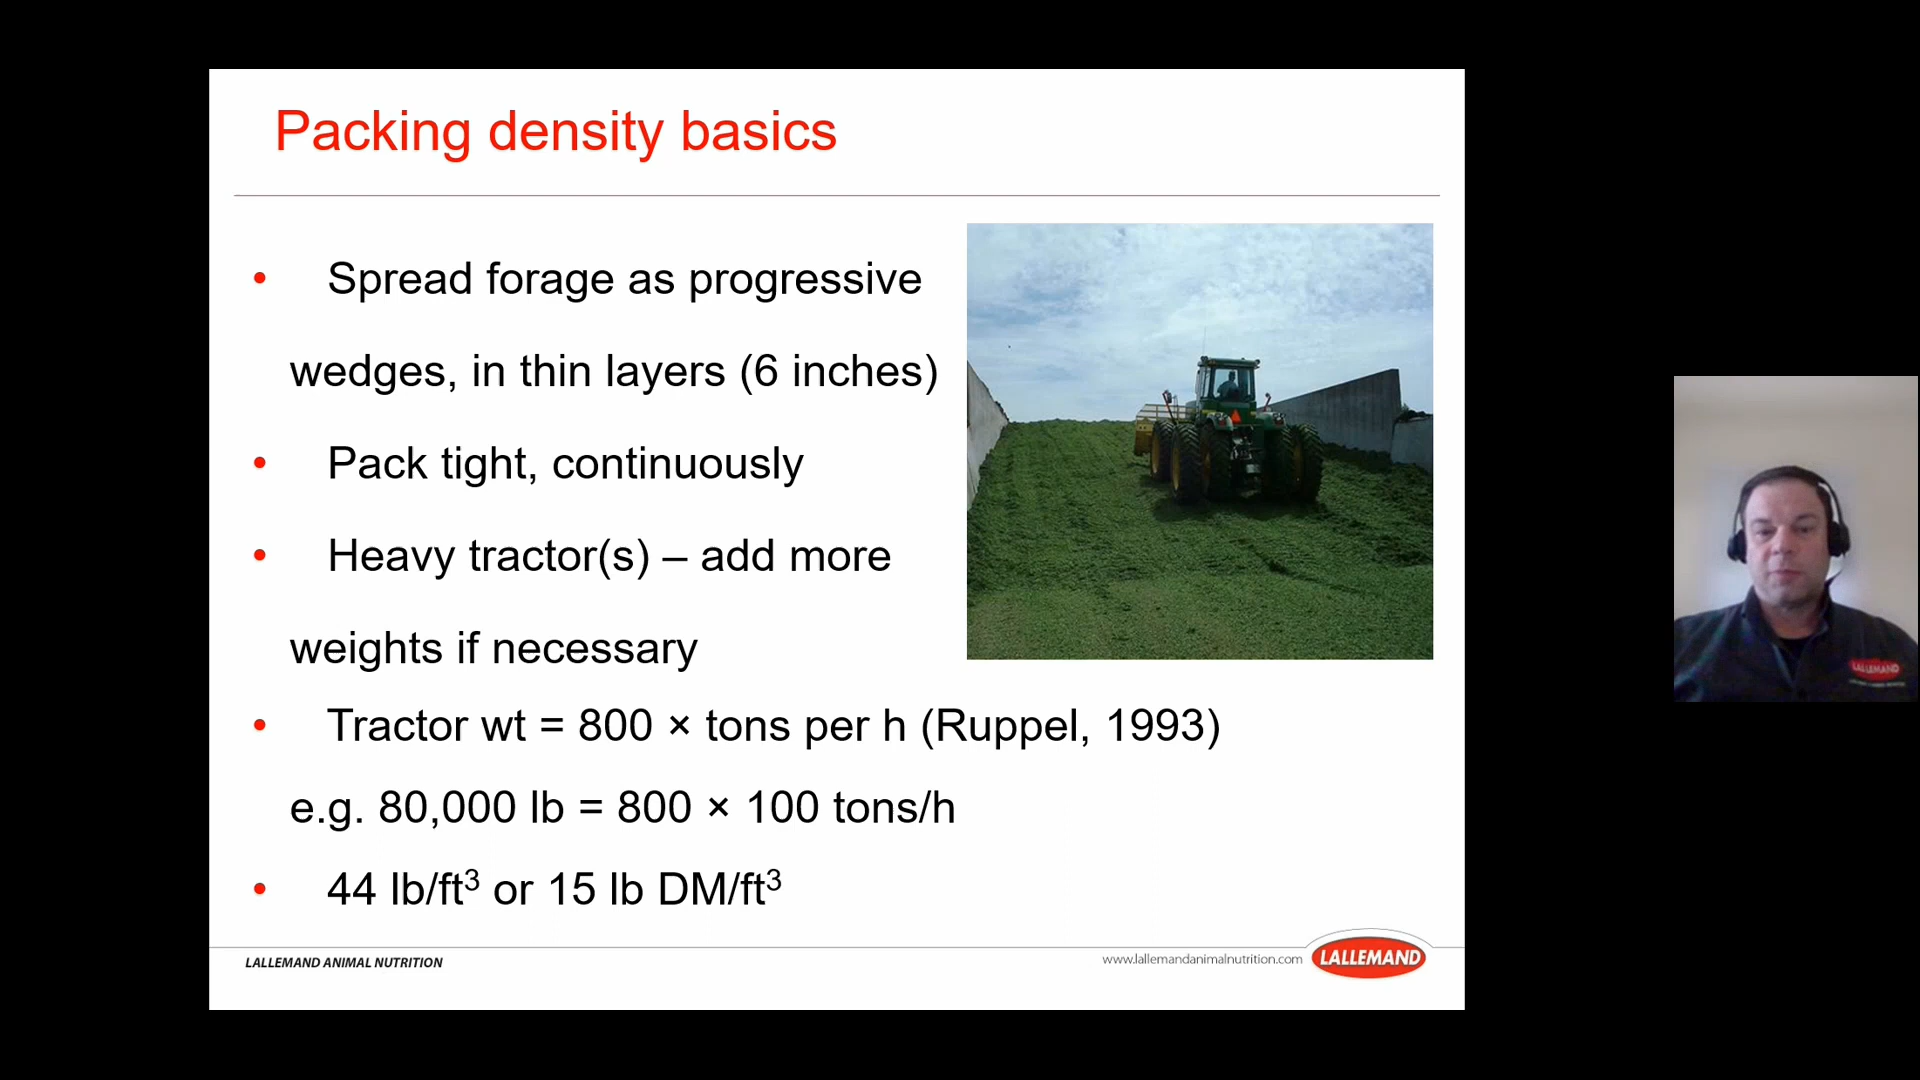 Packing density basics
• Spread forage as progressive
wedges, in thin layers (6 inches)
• Pack tight, continuously
• Heavy tractor(s) – add more
weights if necessary
• Tractor wt = 800 × tons per h (Ruppel, 1993)
e.g. 80,000 lb = 800 × 100 tons/h
• 44 lb/ft³ or 15 lb DM/ft³
LALLEMAND ANIMAL NUTRITION
www.lallemandanimalnutrition.com
LALLEMAND
LALLEMAND